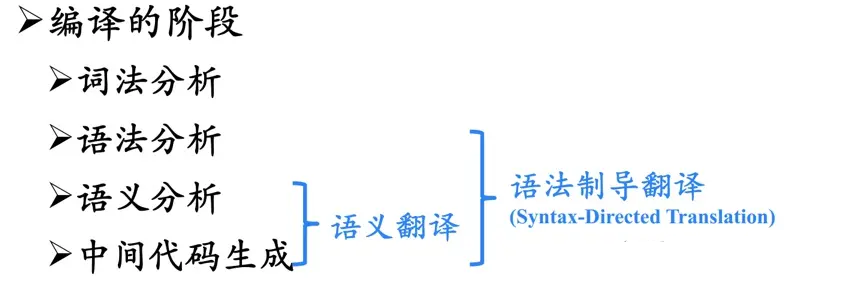 ➢编译的阶段
➢词法分析
➢语法分析
➢语义分析
➢中间代码生成
语义翻译
语法制导翻译
(Syntax-Directed Translation)